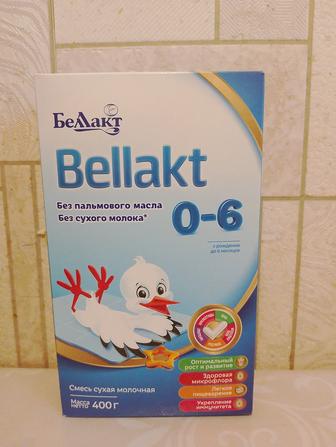 Беллакт
Bellakt
Без пальмового масла
Без сухого молока*
0-6
с рождения
до 6 месяцев
Оптимальный
рост и развитие
Здоровая
микрофлора
Легкое
пищеварение
Укрепление
иммунитета
Смесь сухая молочная
Масса
нетто 400 г